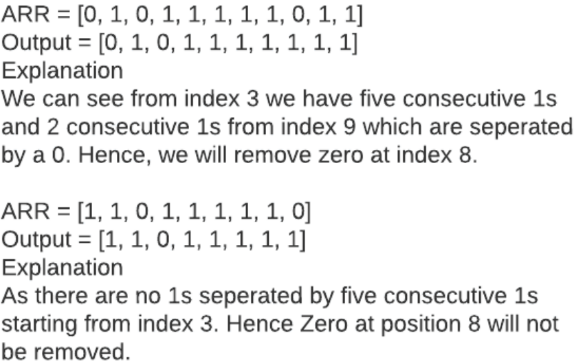 ARR = [0, 1, 0, 1, 1, 1, 1, 1, 0, 1, 1]
Output = [0, 1, 0, 1, 1, 1, 1, 1, 1, 1]
Explanation
We can see from index 3 we have five consecutive 1s
and 2 consecutive 1s from index 9 which are seperated
by a 0. Hence, we will remove zero at index 8.
ARR = [1, 1, 0, 1, 1, 1, 1, 1, 0]
Output = [1, 1, 0, 1, 1, 1, 1, 1]
Explanation
As there are no 1s seperated by five consecutive 1s
starting from index 3. Hence Zero at position 8 will not
be removed.